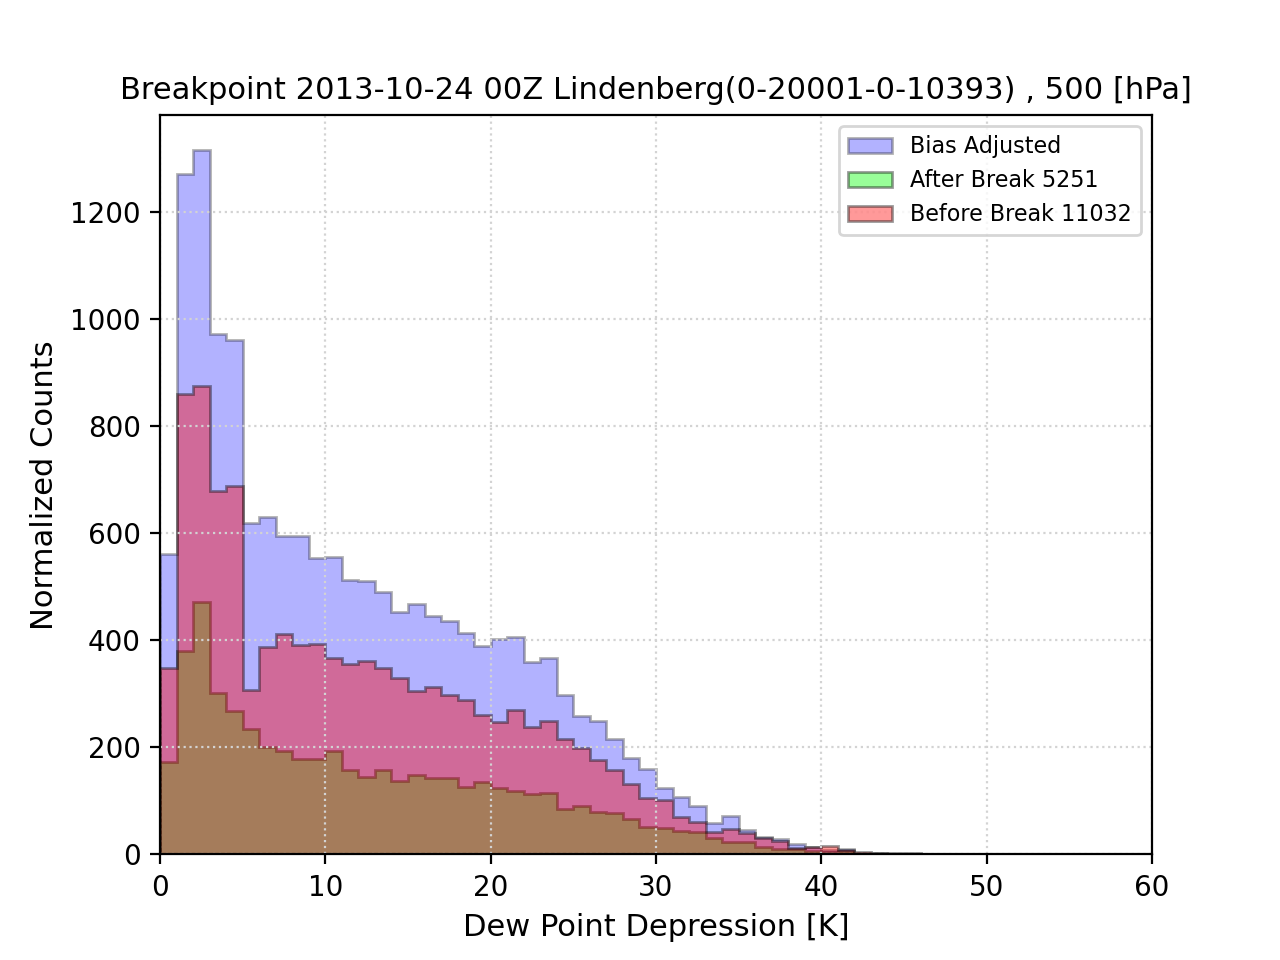 Breakpoint 2013-10-24 00Z Lindenberg(0-20001-0-10393) , 500 [hPa]
Bias Adjusted
After Break 5251
Before Break 11032
Normalized Counts
1200
1000
800
600
400
200
0
0 10 20 30 40 50 60
Dew Point Depression [K]